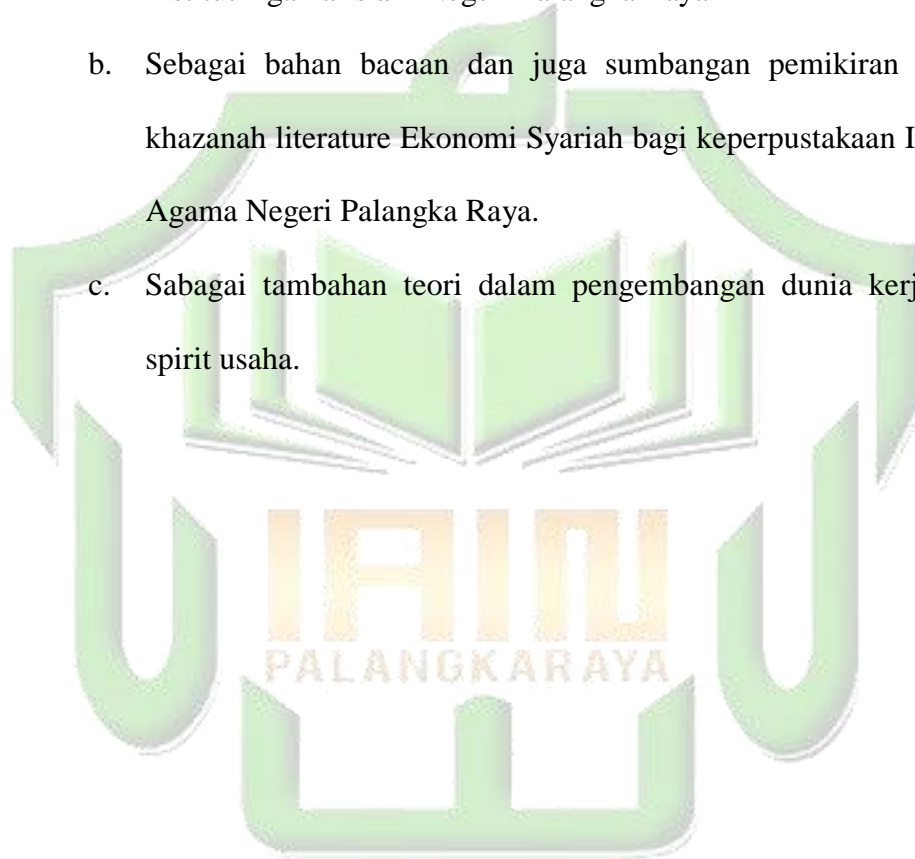 b. Sebagai bahan bacaan dan juga sumbangan pemikiran
khazanah literature Ekonomi Syariah bagi keperpustakaan I
Agama Negeri Palangka Raya.
c. Sabagai tambahan teori dalam pengembangan dunia kerj
spirit usaha.
IAIN
PALANGKARAYA